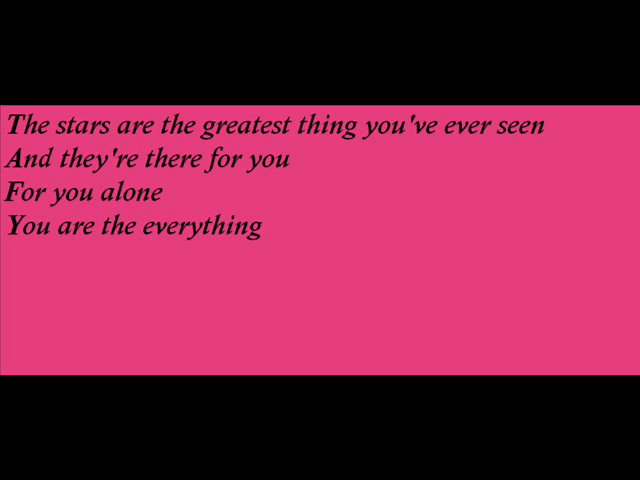 The stars are the greatest thing you've ever seen
And they're there for you
For you alone
You are the everything